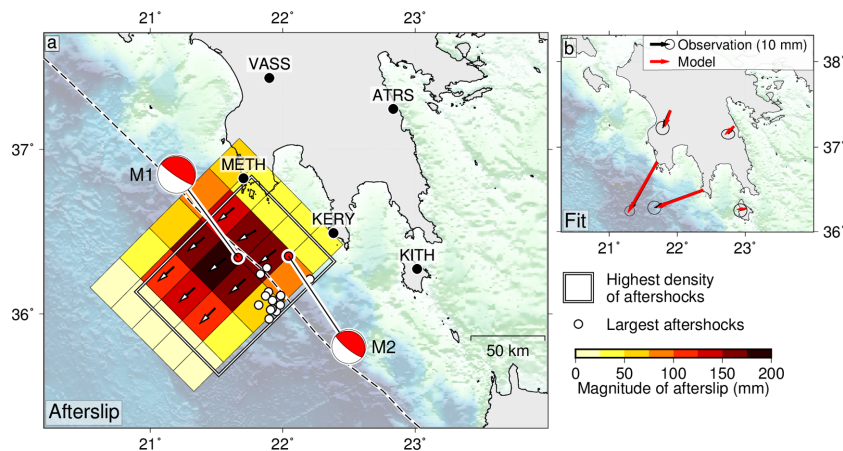 21˚ 22˚ 23˚
a
VASS
ATRS
37˚
METH
M1
KERY
KITH
36˚
M2
50 km
Afterslip
21˚ 22˚ 23˚
b
Observation (10 mm)
Model
38˚
37˚
36˚
Fit
21˚ 22˚ 23˚
Highest density
of aftershocks
Largest aftershocks
0 50 100 150 200
Magnitude of afterslip (mm)